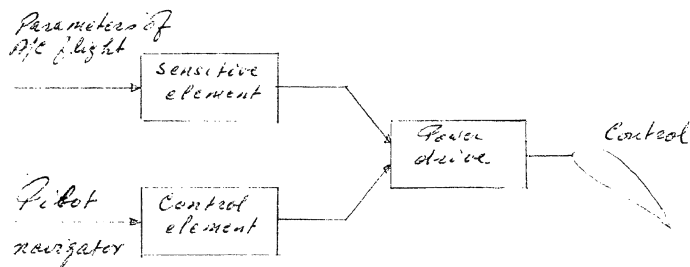 Parameters of
A/C flight
Sensitive
element
Power
drive
Control
Pilot
navigator
Control
element